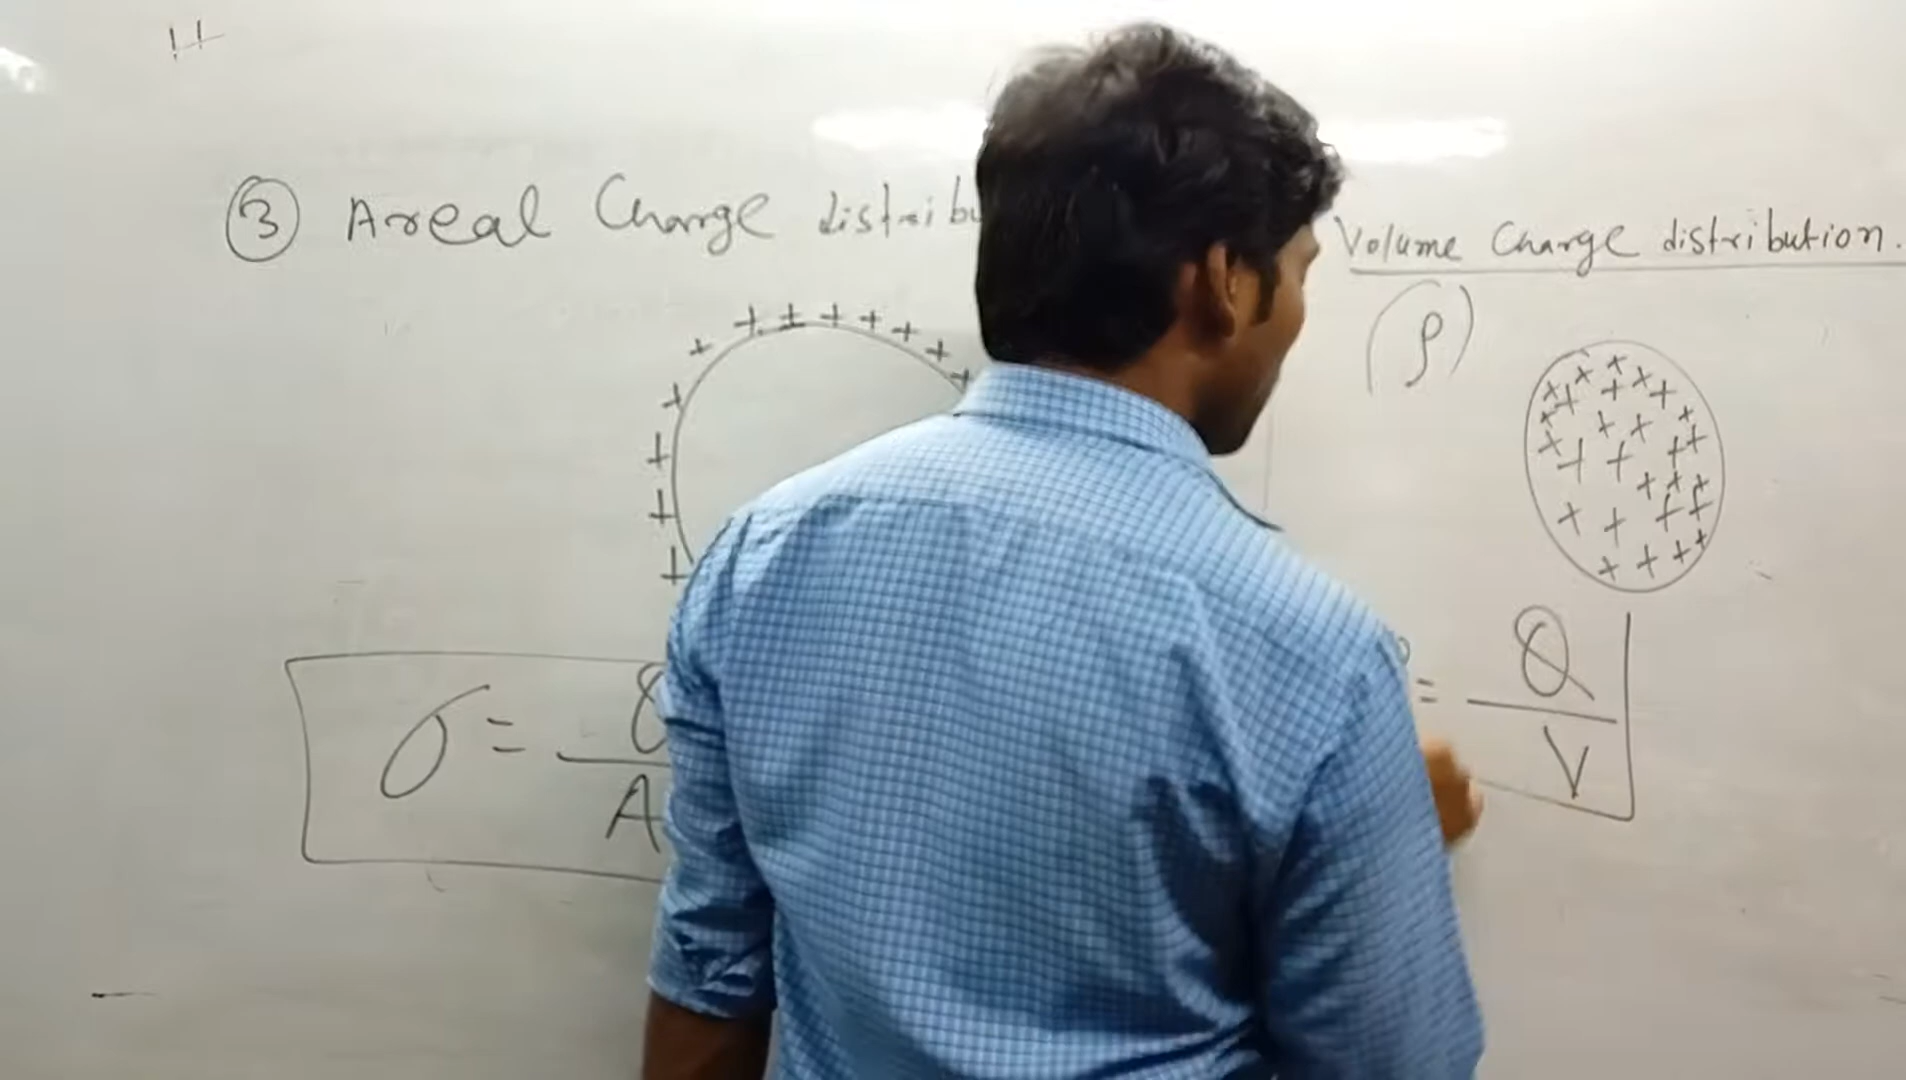 ③ Areal Charge distribu
σ = Q
A
Volume Charge distribution.
(ρ)
= Q
V